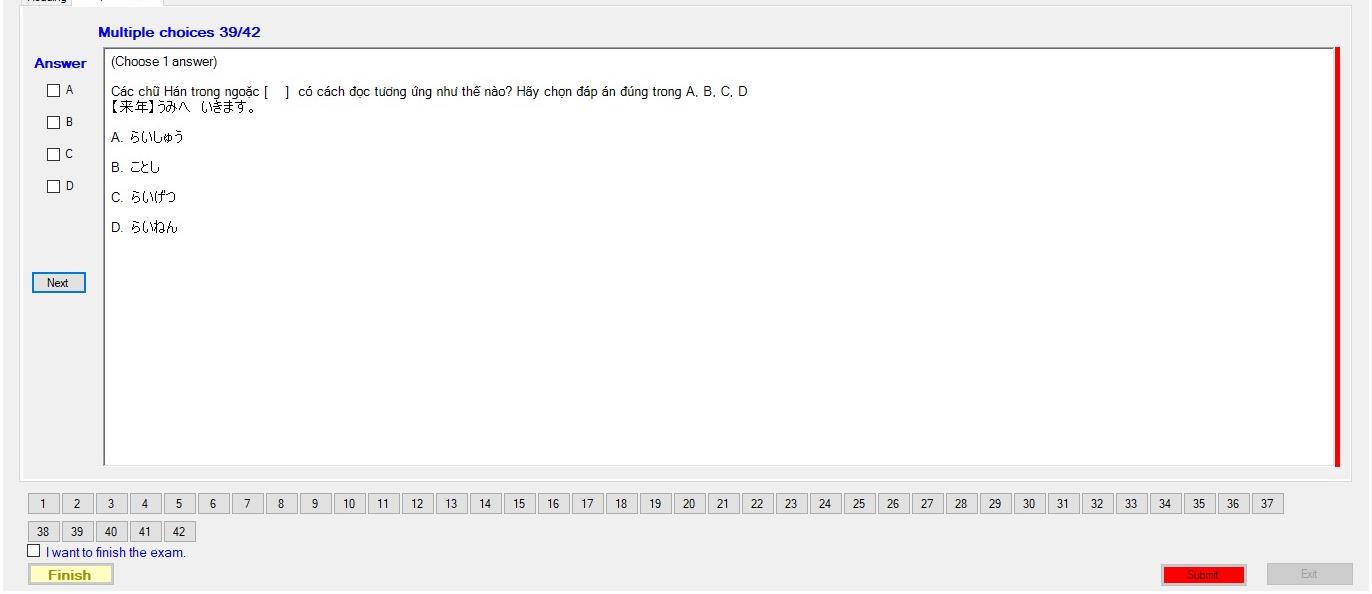 Multiple choices 39/42
Answer
(Choose 1 answer)
A
Các chữ Hán trong ngoặc [ ] có cách đọc tương ứng như thế nào? Hãy chọn đáp án đúng trong A, B, C, D
【来年】うみへ いきます。
B
A. らいしゅう
C
B. ことし
D
C. らいげつ
D. らいねん
Next
1 2 3 4 5 6 7 8 9 10 11 12 13 14 15 16 17 18 19 20 21 22 23 24 25 26 27 28 29 30 31 32 33 34 35 36 37
38 39 40 41 42
I want to finish the exam.
Finish
Submit
Exit